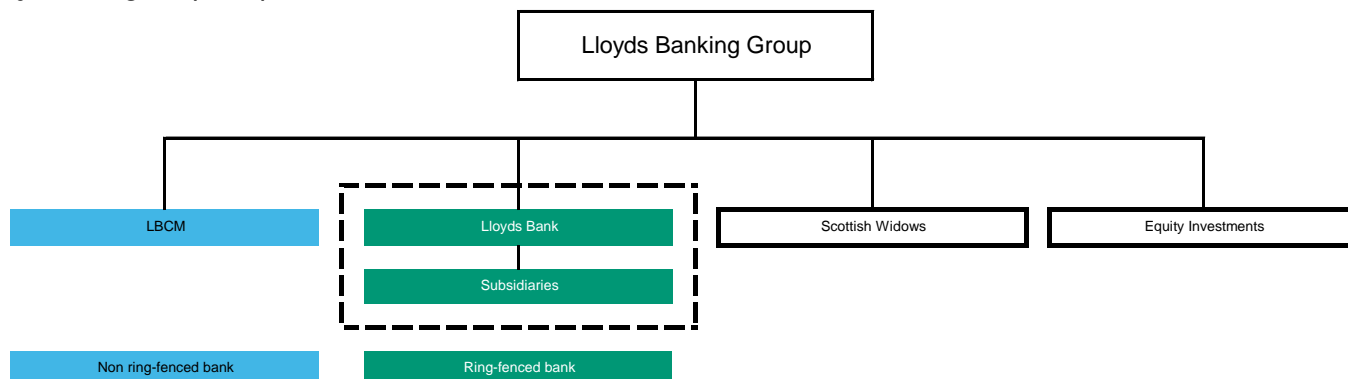 Lloyds Banking Group
LBCM
Lloyds Bank
Scottish Widows
Equity Investments
Subsidiaries
Non ring-fenced bank
Ring-fenced bank